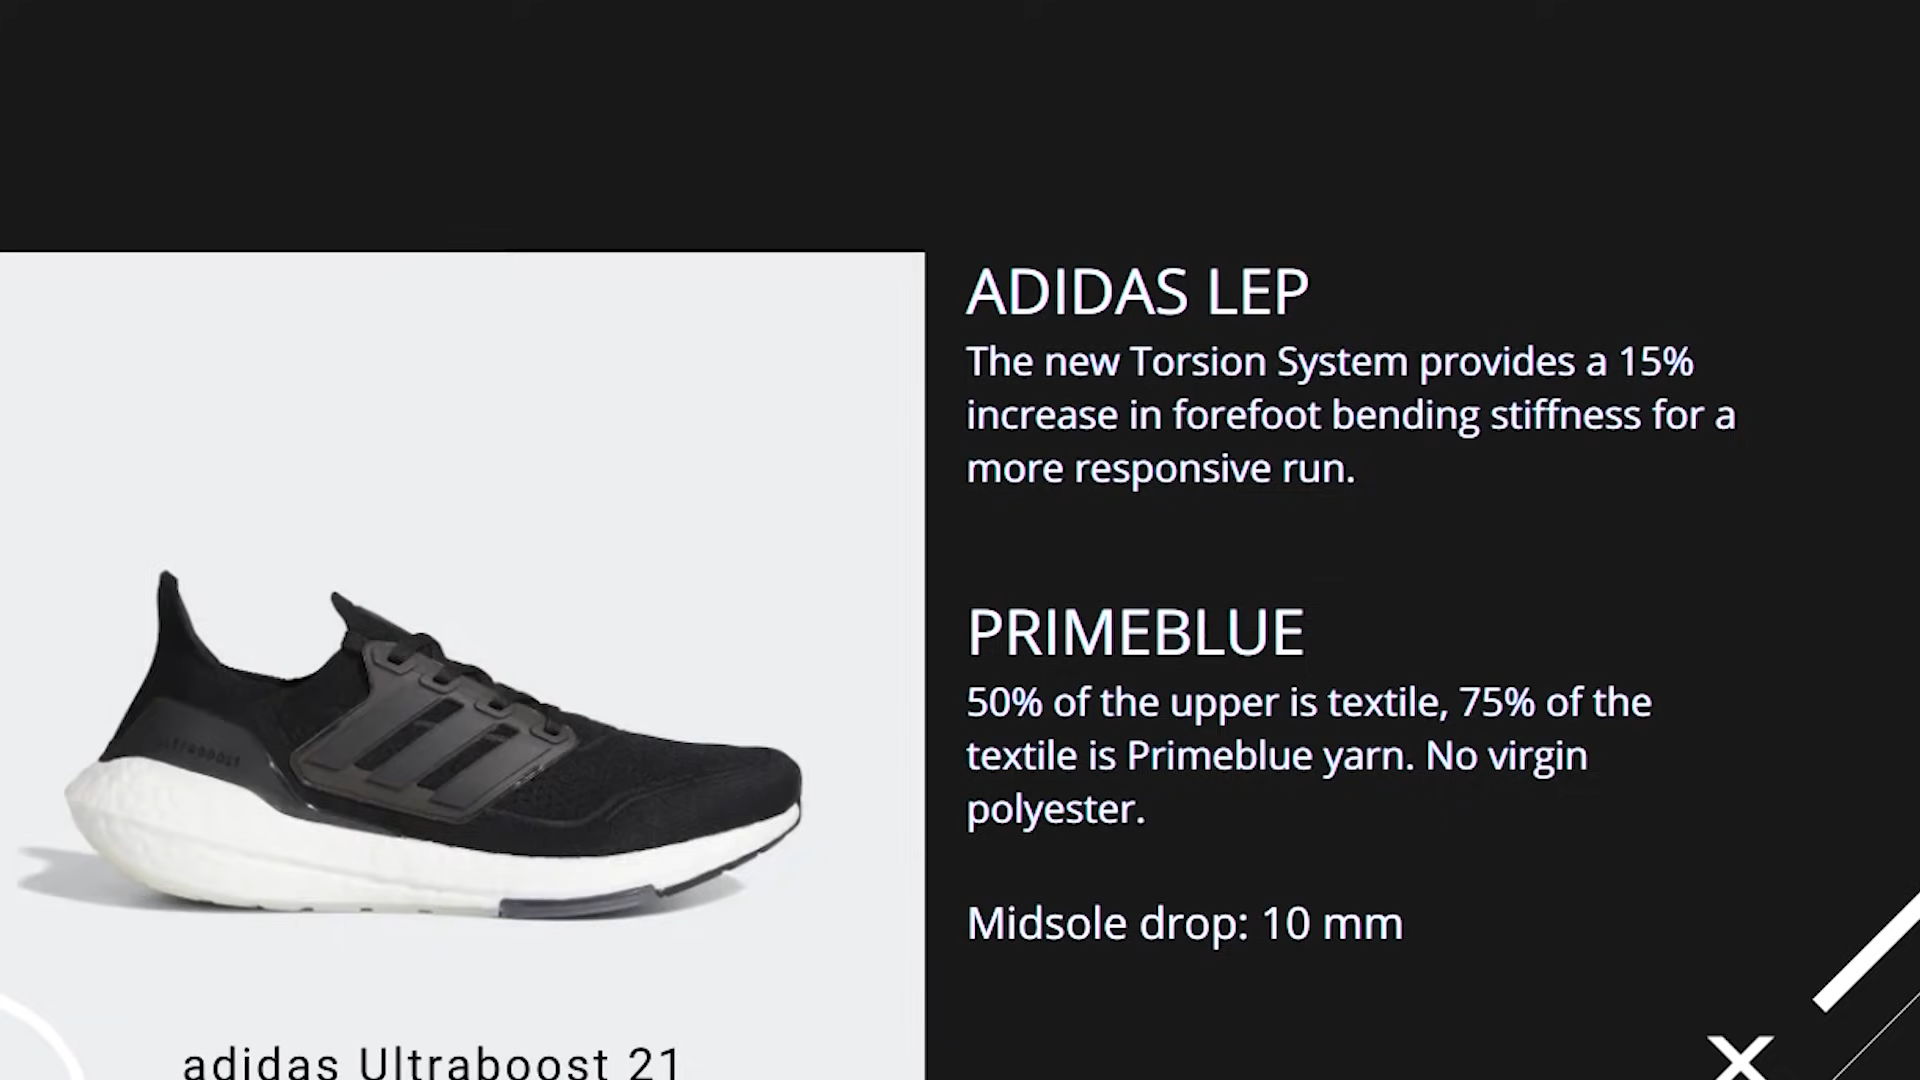 ADIDAS LEP
The new Torsion System provides a 15%
increase in forefoot bending stiffness for a
more responsive run.
PRIMEBLUE
50% of the upper is textile, 75% of the
textile is Primeblue yarn. No virgin
polyester.
Midsole drop: 10 mm
ULTRABOOST
adidas Ultraboost 21